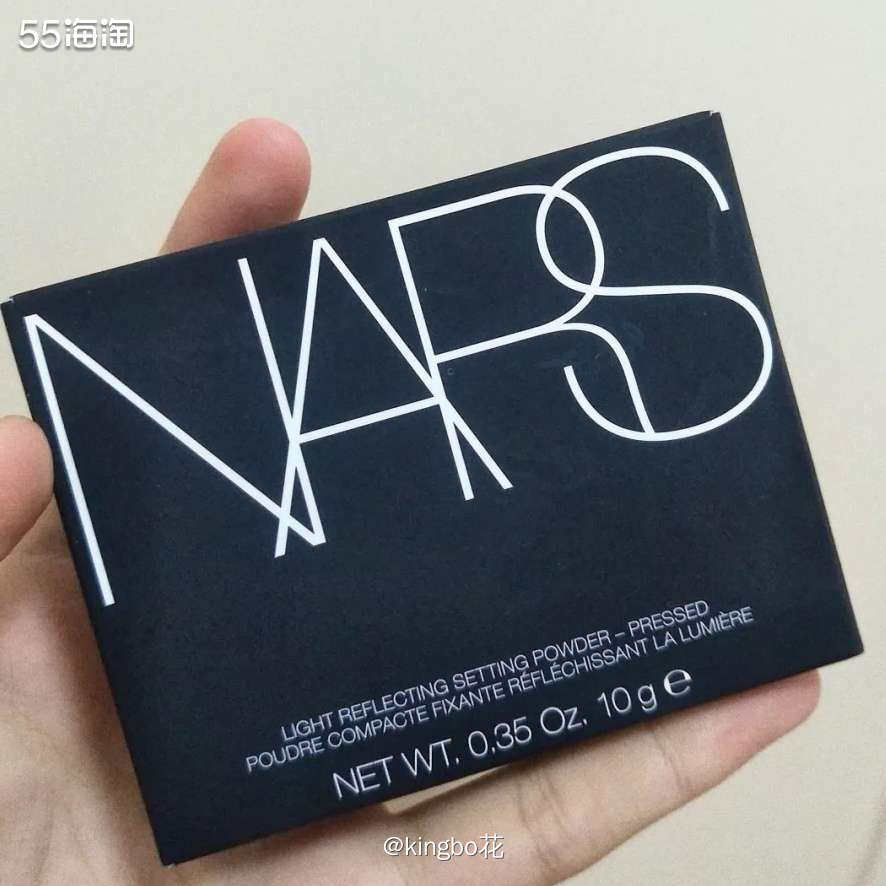 55海淘
NARS
LIGHT REFLECTING SETTING POWDER – PRESSED
POUDRE COMPACTE FIXANTE RÉFLÉCHISSANT LA LUMIÈRE
NET WT. 0.35 Oz. 10 g ℮
@kingbo花